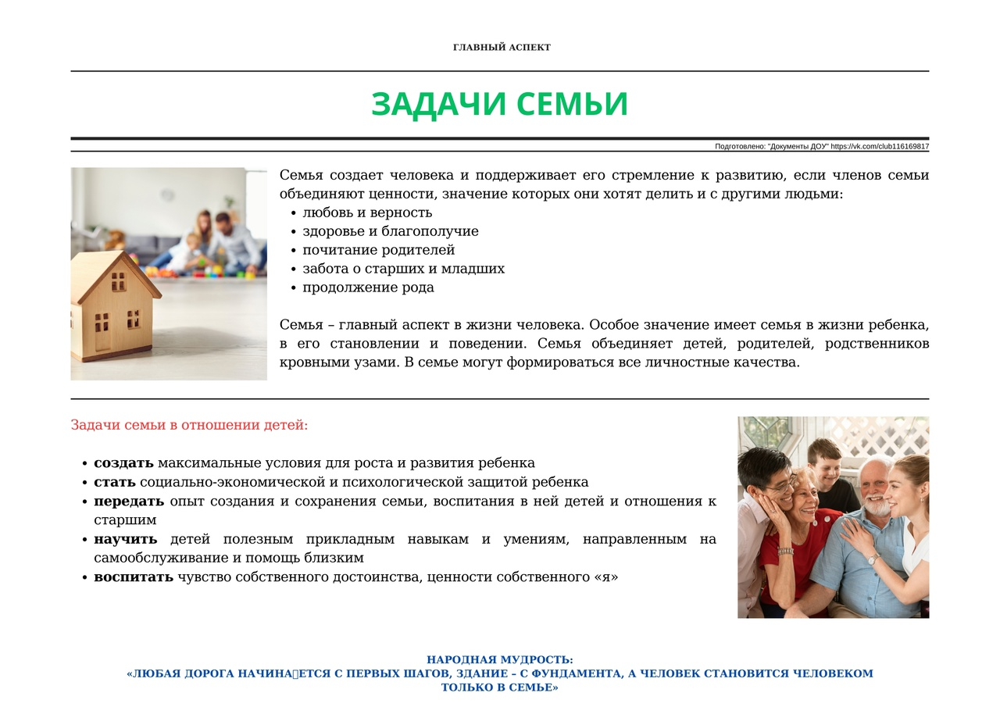 ГЛАВНЫЙ АСПЕКТ
ЗАДАЧИ СЕМЬИ
Подготовлено: "Документы ДОУ" https://vk.com/club116169817
Семья создает человека и поддерживает его стремление к развитию, если членов семьи
объединяют ценности, значение которых они хотят делить и с другими людьми:
• любовь и верность
• здоровье и благополучие
• почитание родителей
• забота о старших и младших
• продолжение рода
Семья – главный аспект в жизни человека. Особое значение имеет семья в жизни ребенка,
в его становлении и поведении. Семья объединяет детей, родителей, родственников
кровными узами. В семье могут формироваться все личностные качества.
Задачи семьи в отношении детей:
• создать максимальные условия для роста и развития ребенка
• стать социально-экономической и психологической защитой ребенка
• передать опыт создания и сохранения семьи, воспитания в ней детей и отношения к
старшим
• научить детей полезным прикладным навыкам и умениям, направленным на
самообслуживание и помощь близким
• воспитать чувство собственного достоинства, ценности собственного «я»
НАРОДНАЯ МУДРОСТЬ:
«ЛЮБАЯ ДОРОГА НАЧИНА▯ЕТСЯ С ПЕРВЫХ ШАГОВ, ЗДАНИЕ – С ФУНДАМЕНТА, А ЧЕЛОВЕК СТАНОВИТСЯ ЧЕЛОВЕКОМ
ТОЛЬКО В СЕМЬЕ»